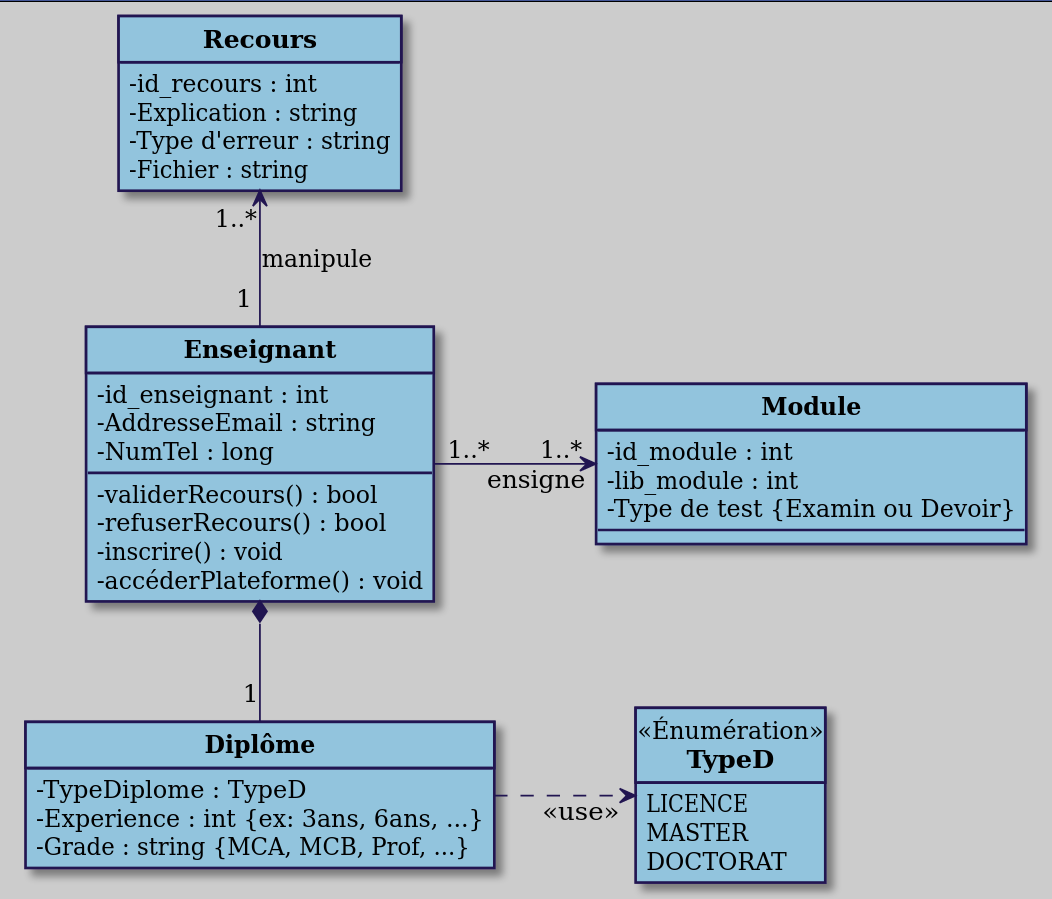 Recours
-id_recours : int
-Explication : string
-Type d'erreur : string
-Fichier : string
1..*
manipule
1
Enseignant
-id_enseignant : int
-AddresseEmail : string
-NumTel : long
-validerRecours() : bool
-refuserRecours() : bool
-inscrire() : void
-accéderPlateforme() : void
1..* 1..*
ensigne
Module
-id_module : int
-lib_module : int
-Type de test {Examin ou Devoir}
1
Diplôme
-TypeDiplome : TypeD
-Experience : int {ex: 3ans, 6ans, ...}
-Grade : string {MCA, MCB, Prof, ...}
«use»
«Énumération»
TypeD
LICENCE
MASTER
DOCTORAT